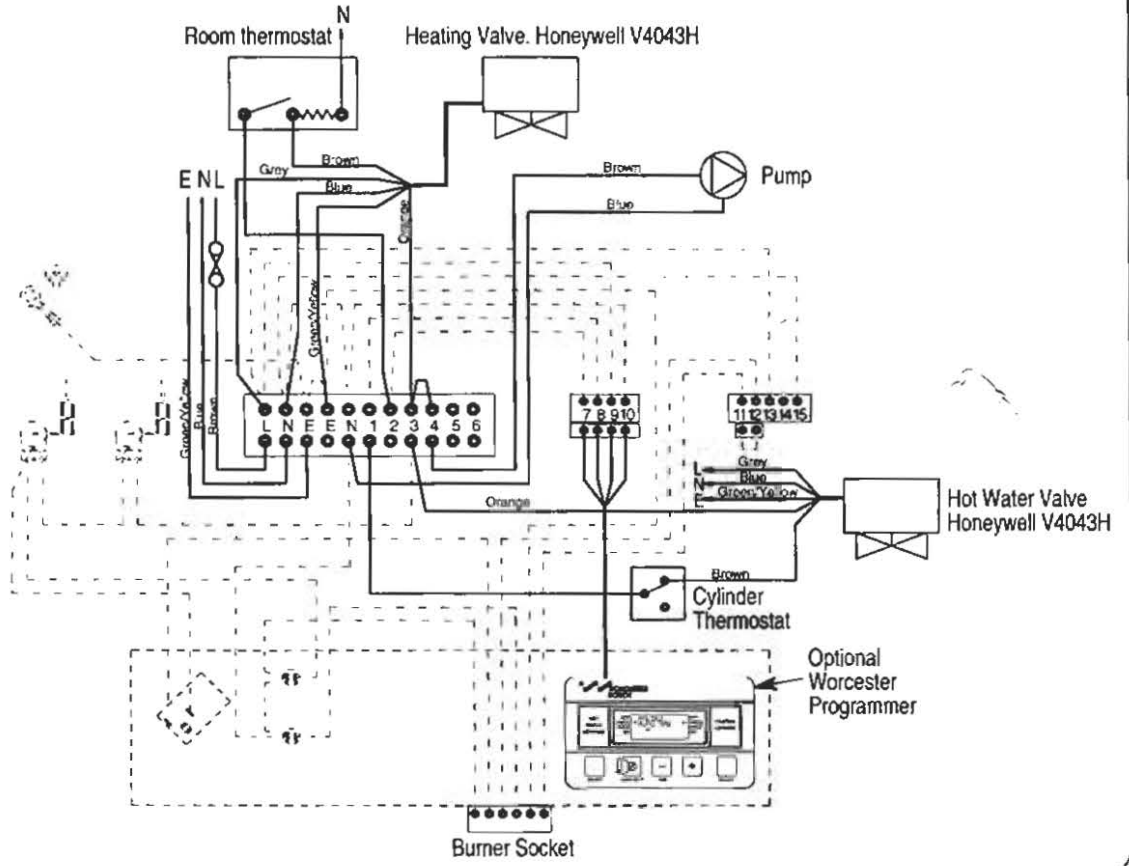 N
Room thermostat
Heating Valve. Honeywell V4043H
Brown
Grey
Blue
E N L
Orange
Brown
Blue
Pump
Green/Yellow
Green/Yellow
Blue
Brown
L N E E N 1 2 3 4 5 6
7 8 9 10
11 12 13 14 15
L
N
E
Grey
Blue
Green/Yellow
Orange
Hot Water Valve
Honeywell V4043H
Brown
Cylinder
Thermostat
Optional
Worcester
Programmer
Burner Socket